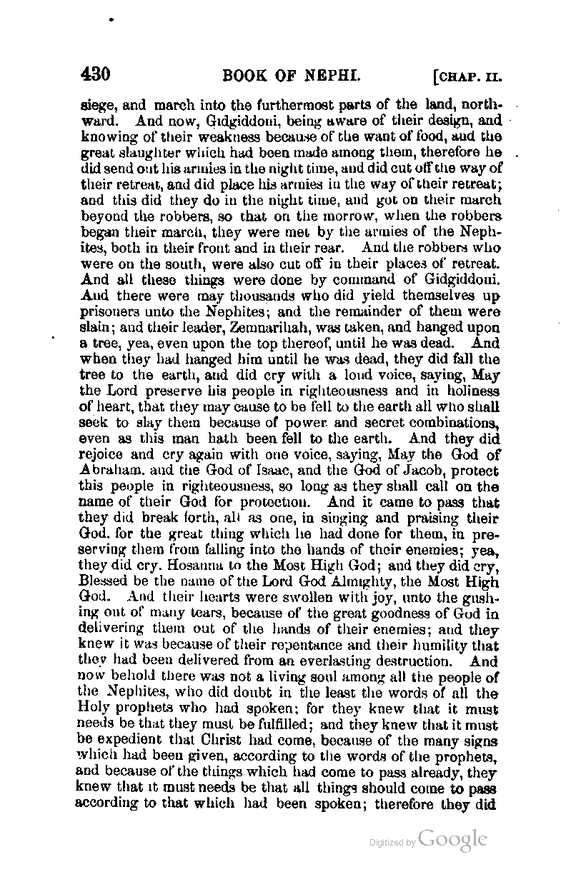 430 BOOK OF NEPHI. [CHAP. II.
siege, and march into the furthermost parts of the land, north-
ward. And now, Gidgiddoni, being aware of their design, and
knowing of their weakness because of the want of food, and the
great slaughter which had been made among them, therefore he
did send out his armies in the night time, and did cut off the way of
their retreat, and did place his armies in the way of their retreat;
and this did they do in the night time, and got on their march
beyond the robbers, so that on the morrow, when the robbers
began their march, they were met by the armies of the Neph-
ites, both in their front and in their rear. And the robbers who
were on the south, were also cut off in their places of retreat.
And all these things were done by command of Gidgiddoni.
And there were may thousands who did yield themselves up
prisoners unto the Nephites; and the remainder of them were
slain; and their leader, Zemnarihah, was taken, and hanged upon
a tree, yea, even upon the top thereof, until he was dead. And
when they had hanged him until he was dead, they did fall the
tree to the earth, and did cry with a loud voice, saying, May
the Lord preserve his people in righteousness and in holiness
of heart, that they may cause to be fell to the earth all who shall
seek to slay them because of power and secret combinations,
even as this man hath been fell to the earth. And they did
rejoice and cry again with one voice, saying, May the God of
Abraham, and the God of Isaac, and the God of Jacob, protect
this people in righteousness, so long as they shall call on the
name of their God for protection. And it came to pass that
they did break forth, all as one, in singing and praising their
God, for the great thing which he had done for them, in pre-
serving them from falling into the hands of their enemies; yea,
they did cry. Hosanna to the Most High God; and they did cry,
Blessed be the name of the Lord God Almighty, the Most High
God. And their hearts were swollen with joy, unto the gush-
ing out of many tears, because of the great goodness of God in
delivering them out of the hands of their enemies; and they
knew it was because of their repentance and their humility that
they had been delivered from an everlasting destruction. And
now behold there was not a living soul among all the people of
the Nephites, who did doubt in the least the words of all the
Holy prophets who had spoken; for they knew that it must
needs be that they must be fulfilled; and they knew that it must
be expedient that Christ had come, because of the many signs
which had been given, according to the words of the prophets,
and because of the things which had come to pass already, they
knew that it must needs be that all things should come to pass
according to that which had been spoken; therefore they did
Digitized by Google